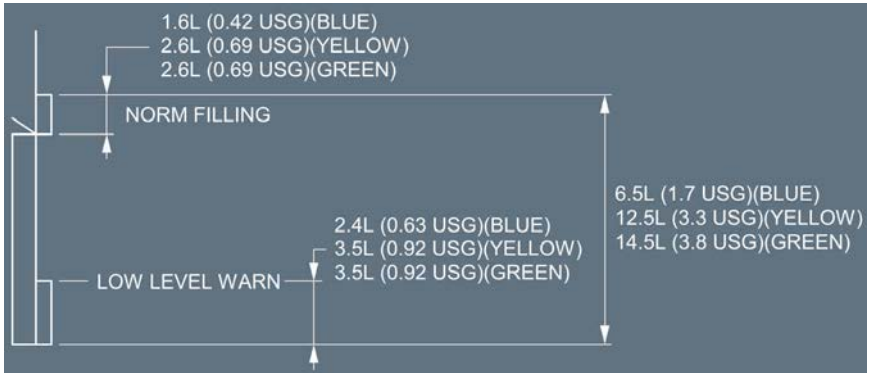 1.6L (0.42 USG)(BLUE)
2.6L (0.69 USG)(YELLOW)
2.6L (0.69 USG)(GREEN)
NORM FILLING
6.5L (1.7 USG)(BLUE)
12.5L (3.3 USG)(YELLOW)
14.5L (3.8 USG)(GREEN)
2.4L (0.63 USG)(BLUE)
3.5L (0.92 USG)(YELLOW)
3.5L (0.92 USG)(GREEN)
LOW LEVEL WARN